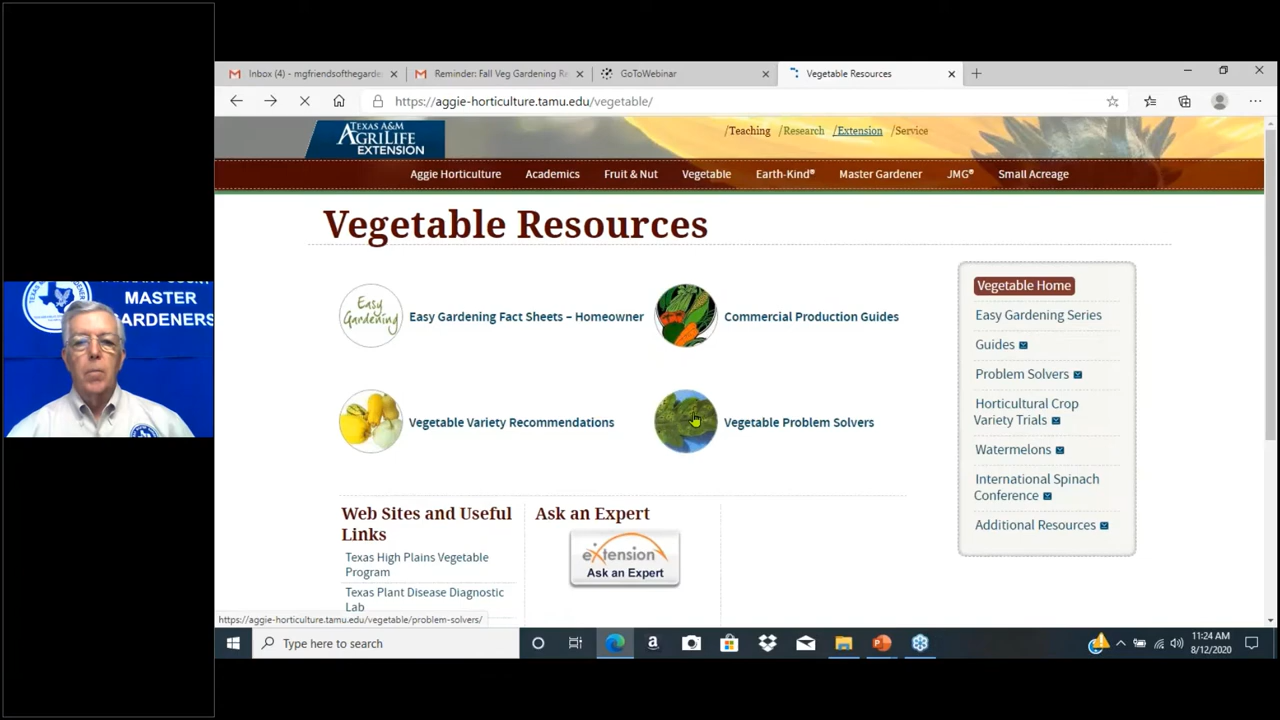 Inbox (4) - mgfriendsofthegarde
Reminder: Fall Veg Gardening Re
GoToWebinar
Vegetable Resources
https://aggie-horticulture.tamu.edu/vegetable/
TEXAS A&M
AGRILIFE
EXTENSION
/Teaching /Research /Extension /Service
Aggie Horticulture Academics Fruit & Nut Vegetable Earth-Kind® Master Gardener JMG® Small Acreage
Vegetable Resources
Easy
Gardening
Easy Gardening Fact Sheets – Homeowner
Commercial Production Guides
Vegetable Variety Recommendations
Vegetable Problem Solvers
Vegetable Home
Easy Gardening Series
Guides
Problem Solvers
Horticultural Crop
Variety Trials
Watermelons
International Spinach
Conference
Additional Resources
Web Sites and Useful
Links
Texas High Plains Vegetable
Program
Texas Plant Disease Diagnostic
Lab
Ask an Expert
eXtension
Ask an Expert
https://aggie-horticulture.tamu.edu/vegetable/problem-solvers/
Type here to search
11:24 AM
8/12/2020
MASTER
GARDENERS